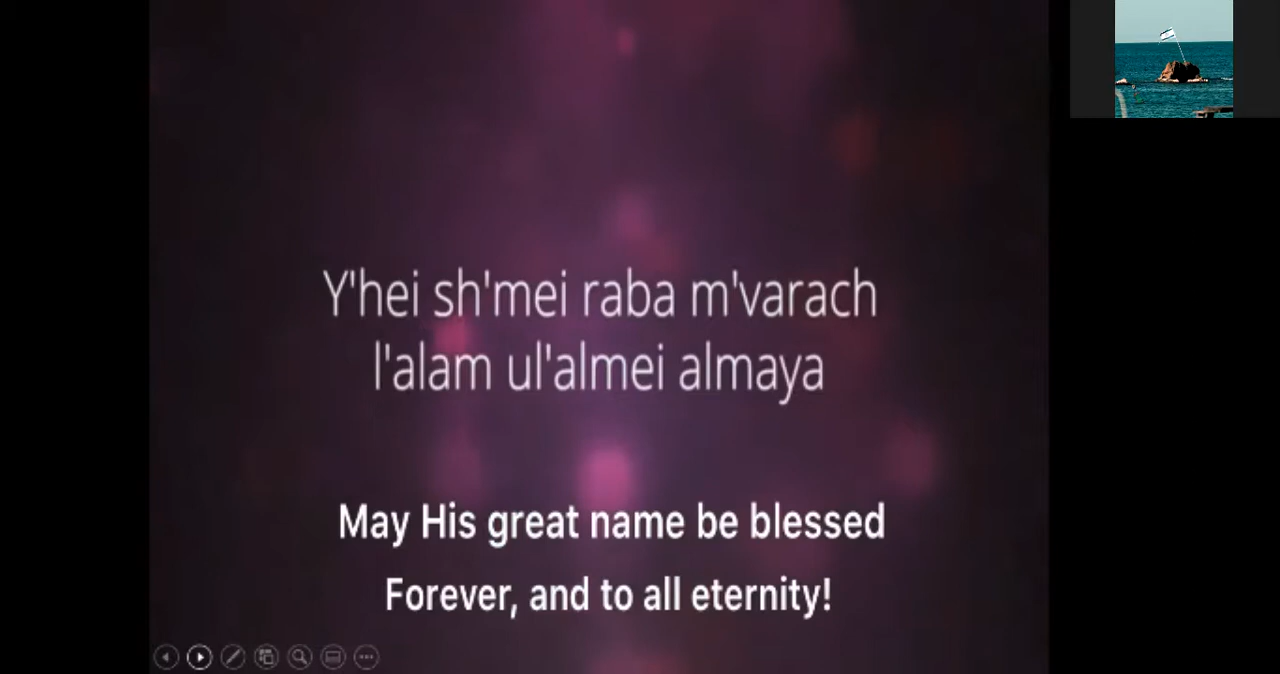 Y'hei sh'mei raba m'varach
l'alam ul'almei almaya
May His great name be blessed
Forever, and to all eternity!